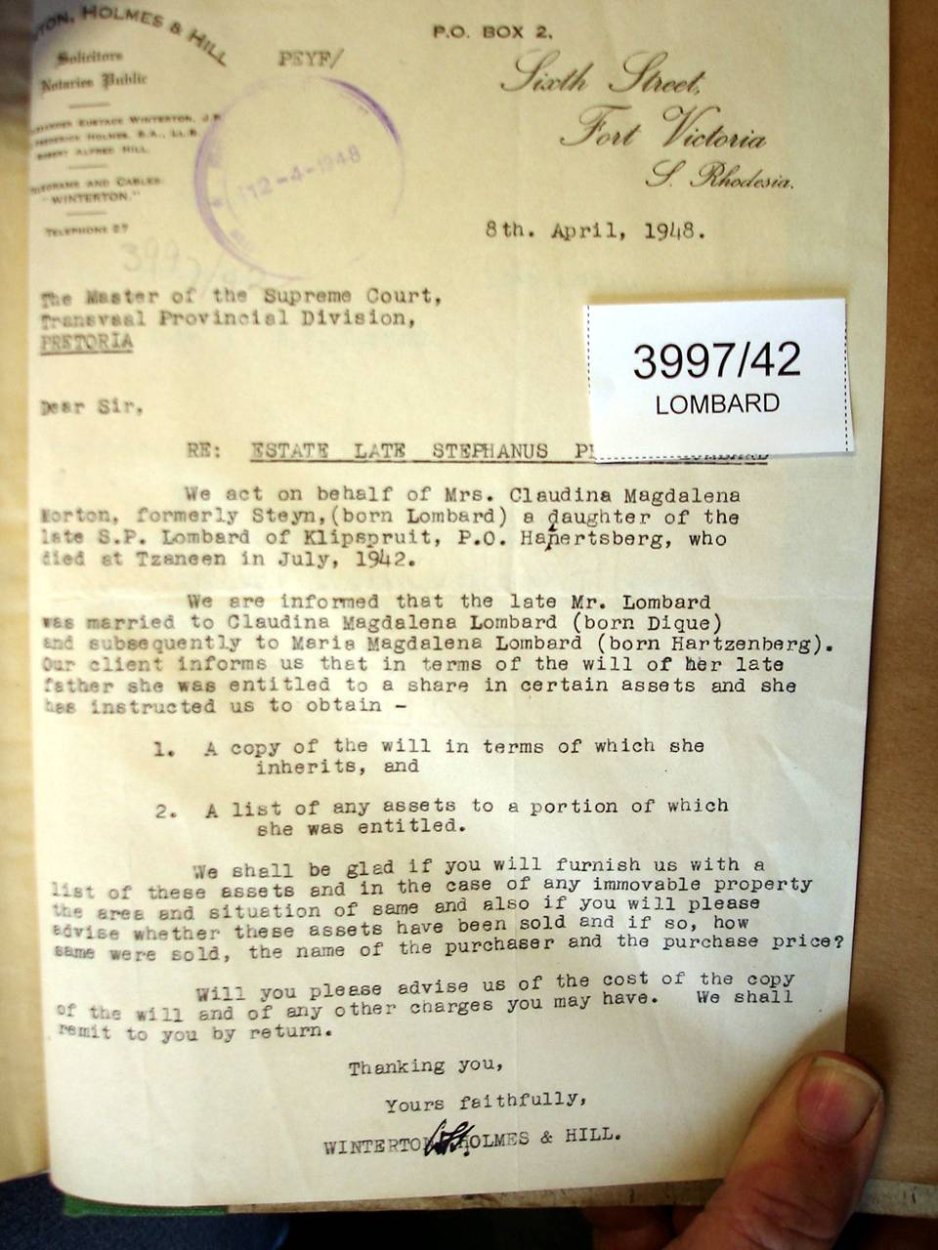 TON, HOLMES & HILL
Solicitors
Notaries Public
EUSTACE WINTERTON, J.P.
HOLMES, B.A., LL.B.
ALFRED HILL.
TELEGRAMS AND CABLES
"WINTERTON."
TELEPHONE 27
PEYF/
P.O. BOX 2,
Sixth Street,
Fort Victoria
S. Rhodesia.
12-4-1948
8th. April, 1948.
The Master of the Supreme Court,
Transvaal Provincial Division,
PRETORIA
3997/42
LOMBARD
Dear Sir,
RE: ESTATE LATE STEPHANUS
We act on behalf of Mrs. Claudina Magdalena
Norton, formerly Steyn,(born Lombard) a daughter of the
late S.P. Lombard of Klipspruit, P.O. Hanertsberg, who
died at Tzaneen in July, 1942.
We are informed that the late Mr. Lombard
was married to Claudina Magdalena Lombard (born Dique)
and subsequently to Maria Magdalena Lombard (born Hartzenberg).
Our client informs us that in terms of the will of her late
father she was entitled to a share in certain assets and she
has instructed us to obtain -
1. A copy of the will in terms of which she
inherits, and
2. A list of any assets to a portion of which
she was entitled.
We shall be glad if you will furnish us with a
list of these assets and in the case of any immovable property
the area and situation of same and also if you will please
advise whether these assets have been sold and if so, how
same were sold, the name of the purchaser and the purchase price?
Will you please advise us of the cost of the copy
of the will and of any other charges you may have. We shall
remit to you by return.
Thanking you,
Yours faithfully,
WINTERTON HOLMES & HILL.